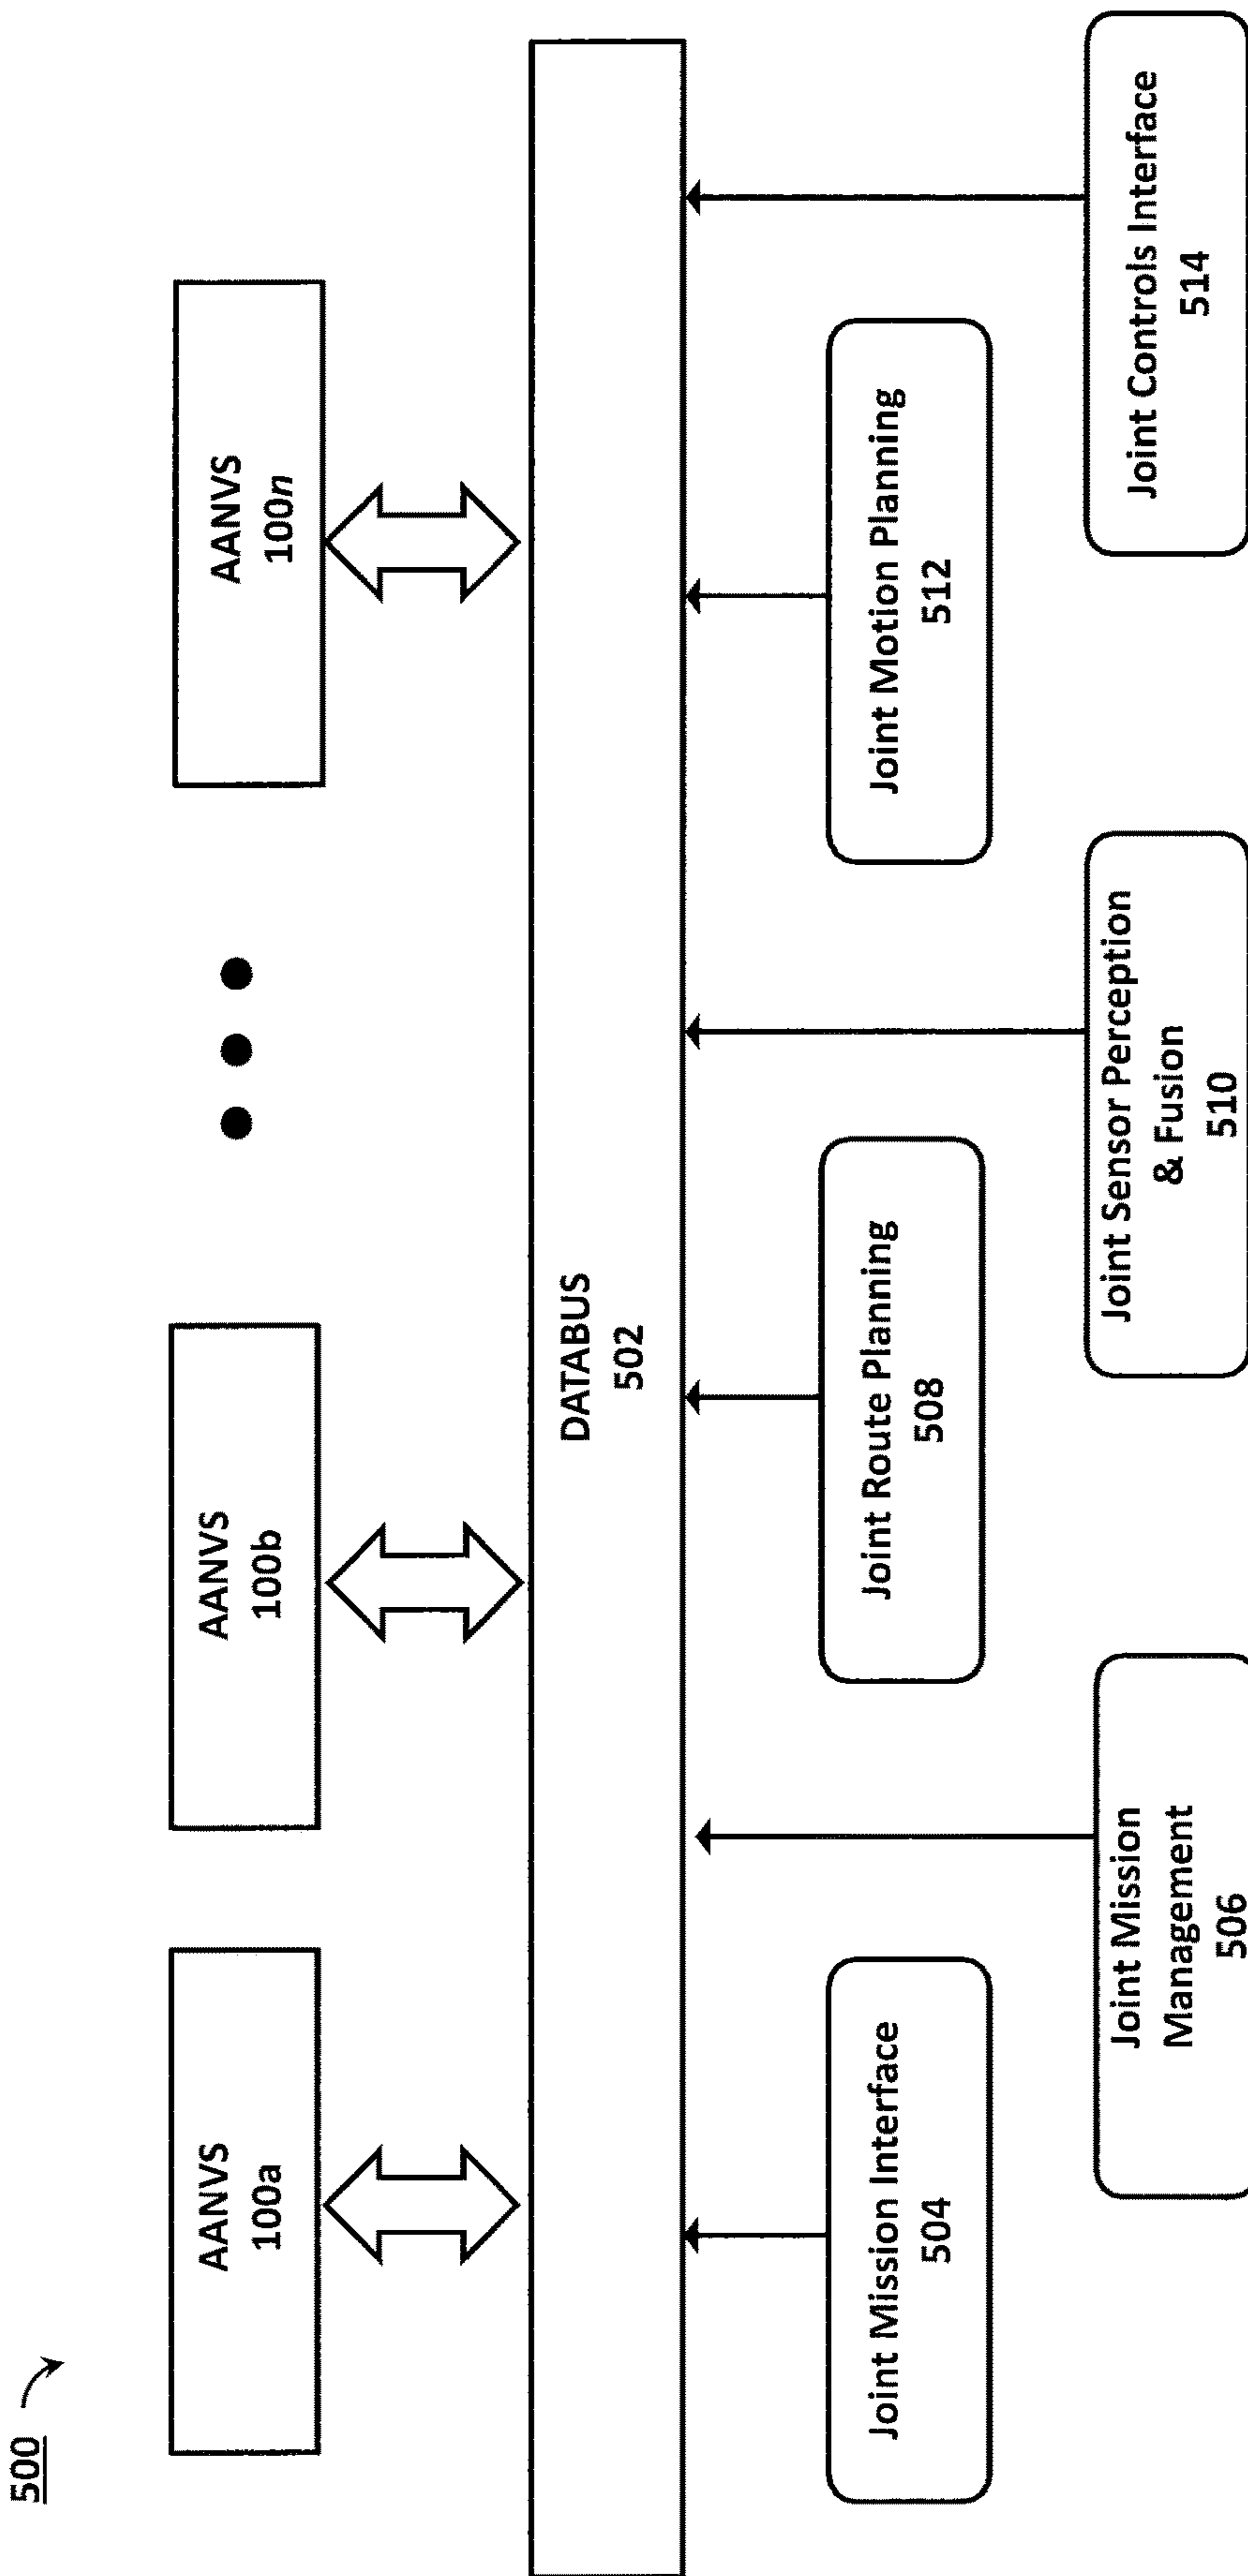 500
AANVS
100a
AANVS
100b
AANVS
100n
DATABUS
502
Joint Mission Interface
504
Joint Mission
Management
506
Joint Route Planning
508
Joint Sensor Perception
& Fusion
510
Joint Motion Planning
512
Joint Controls Interface
514